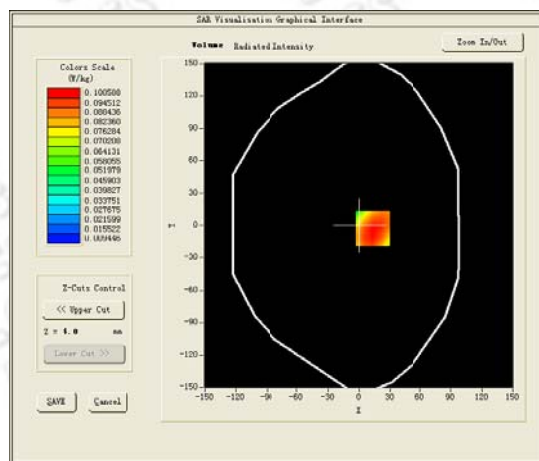 SAR Visualisation Graphical Interface
Volume Radiated Intensity
Zoom In/Out
Colors Scale
(W/kg)
0.100588
0.094512
0.088436
0.082360
0.076284
0.070208
0.064131
0.058055
0.051979
0.045903
0.039827
0.033751
0.027675
0.021599
0.015522
0.009446
150
120
90
60
30
Y
0
-30
-60
-90
-120
-150
-150 -120 -90 -60 -30 0 30 60 90 120 150
X
Z-Cuts Control
<< Upper Cut
Z = 4.0 mm
Lower Cut >>
SAVE
Cancel